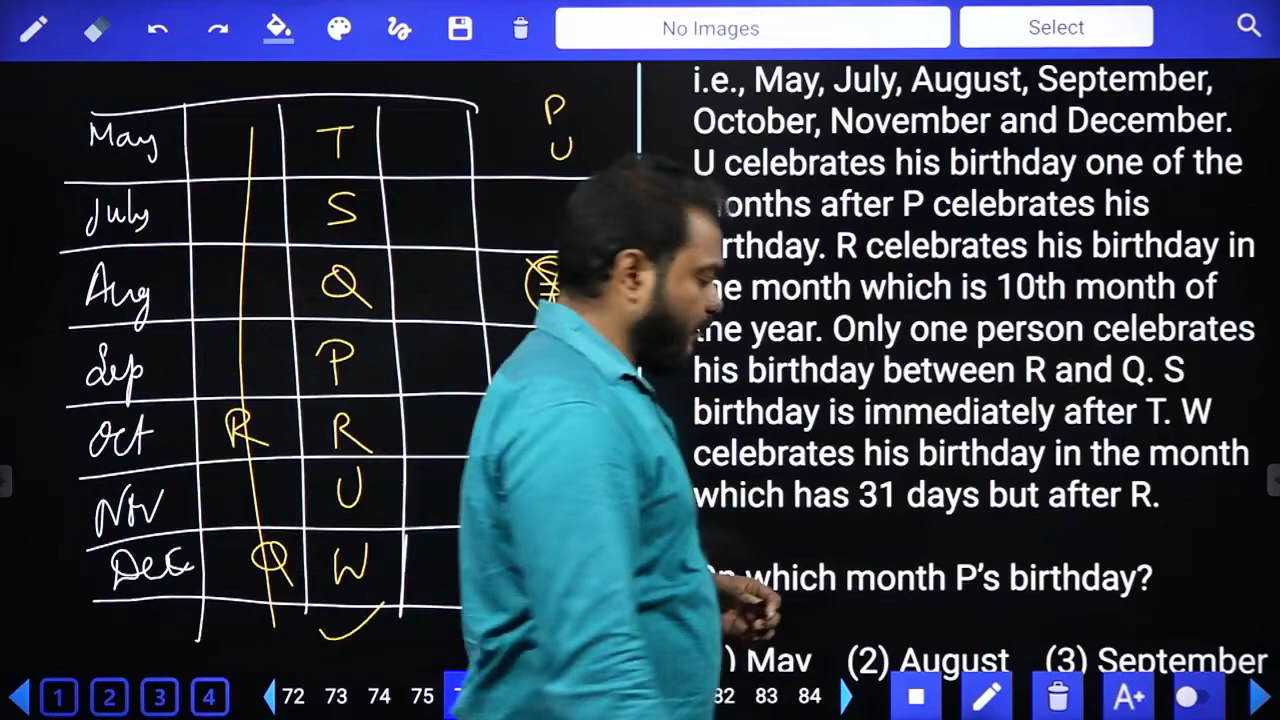 No Images
Select
i.e., May, July, August, September,
October, November and December.
U celebrates his birthday one of the
after P celebrates his
R celebrates his birthday in
month which is 10th month of
the year. Only one person celebrates
his birthday between R and Q. S
birthday is immediately after T. W
celebrates his birthday in the month
which has 31 days but after R.
which month P's birthday?
May (2) August (3) September
May T
July S
Aug Q
Sep P
Oct R R
Nov U
Dec Q W
P
U
1 2 3 4
72 73 74 75
83 84
A+